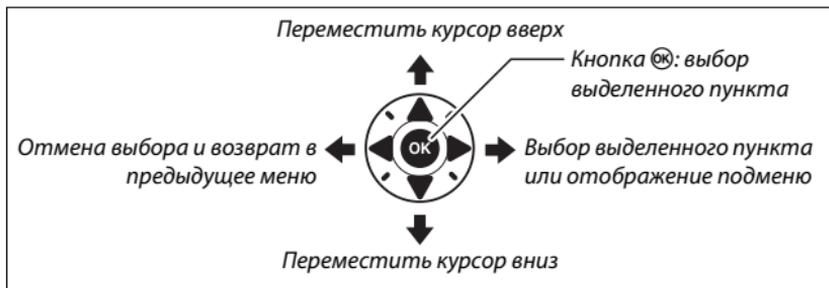 Переместить курсор вверх
Кнопка ®: выбор
выделенного пункта
OK
Отмена выбора и возврат в
предыдущее меню
Выбор выделенного пункта
или отображение подменю
Переместить курсор вниз